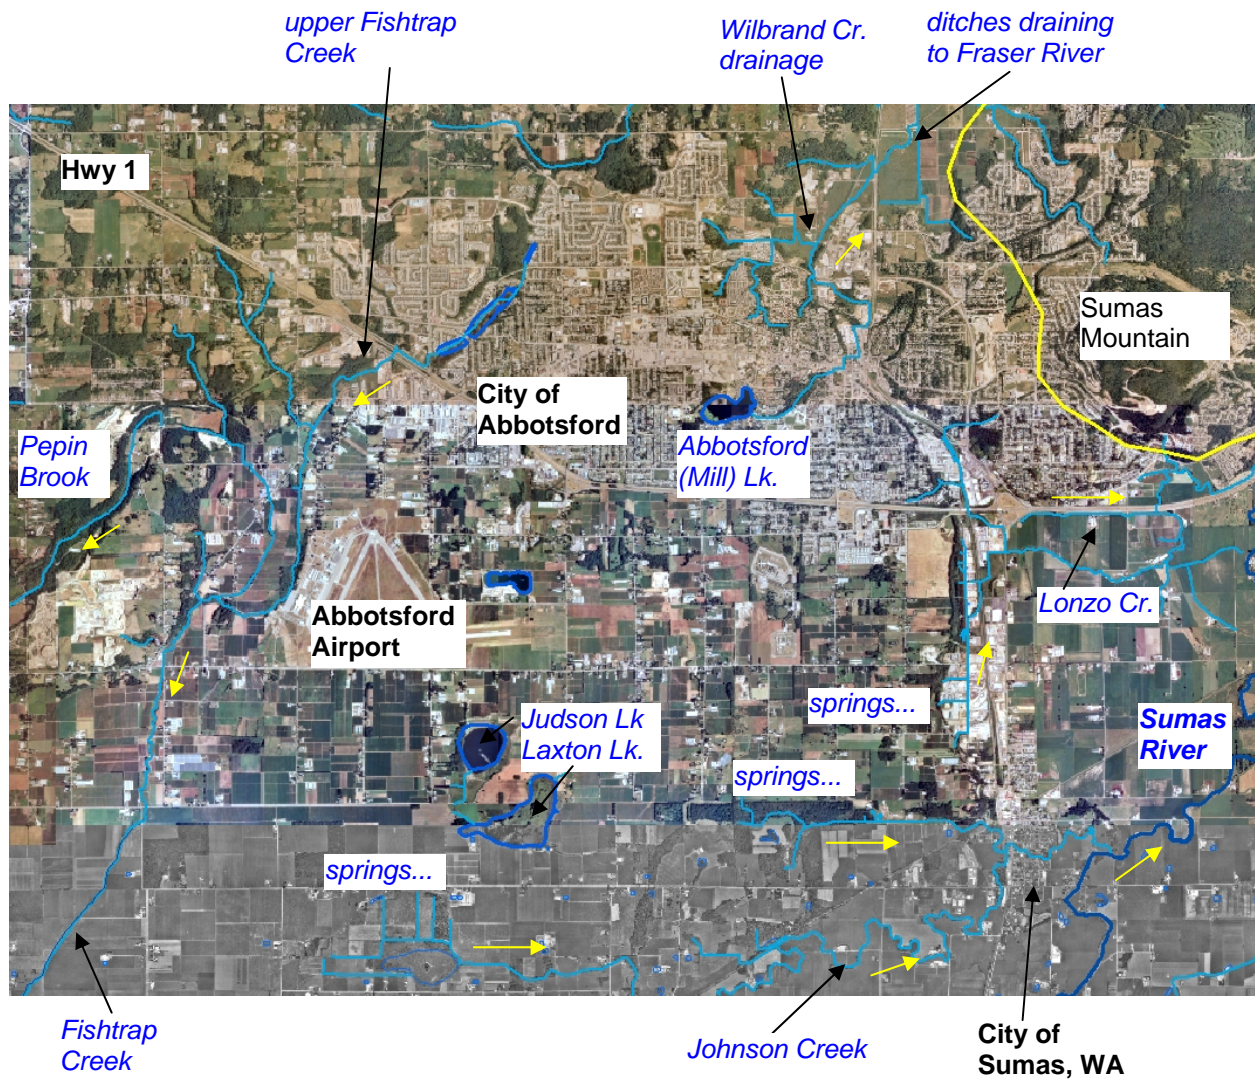 upper Fishtrap
Creek
Wilbrand Cr.
drainage
ditches draining
to Fraser River
Hwy 1
Sumas
Mountain
City of
Abbotsford
Pepin
Brook
Abbotsford
(Mill) Lk.
Lonzo Cr.
Abbotsford
Airport
springs...
Judson Lk
Laxton Lk.
Sumas
River
springs...
springs...
Fishtrap
Creek
Johnson Creek
City of
Sumas, WA